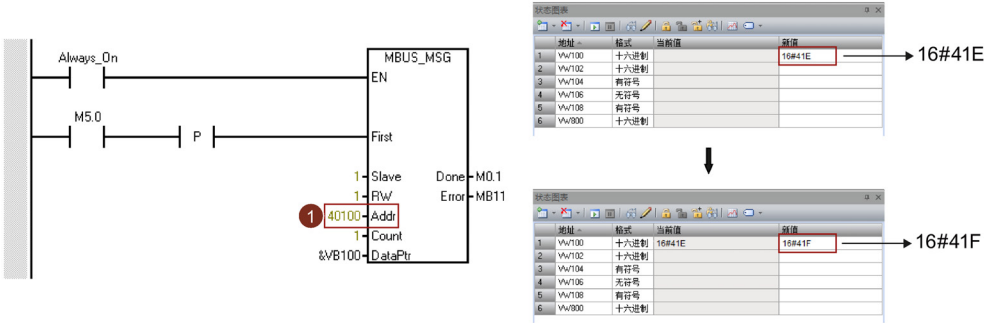 Always_On
MBUS_MSG
EN
M5.0
P
First
1 Slave Done M0.1
1 RW Error MB11
1 40100 Addr
1 Count
&VB100 DataPtr
状态图表
地址 格式 当前值 新值
1 VW100 十六进制 16#41E
2 VW102 十六进制
3 VW104 有符号
4 VW106 无符号
5 VW108 有符号
6 VW800 十六进制
16#41E
状态图表
地址 格式 当前值 新值
1 VW100 十六进制 16#41E 16#41F
2 VW102 十六进制
3 VW104 有符号
4 VW106 无符号
5 VW108 有符号
6 VW800 十六进制
16#41F